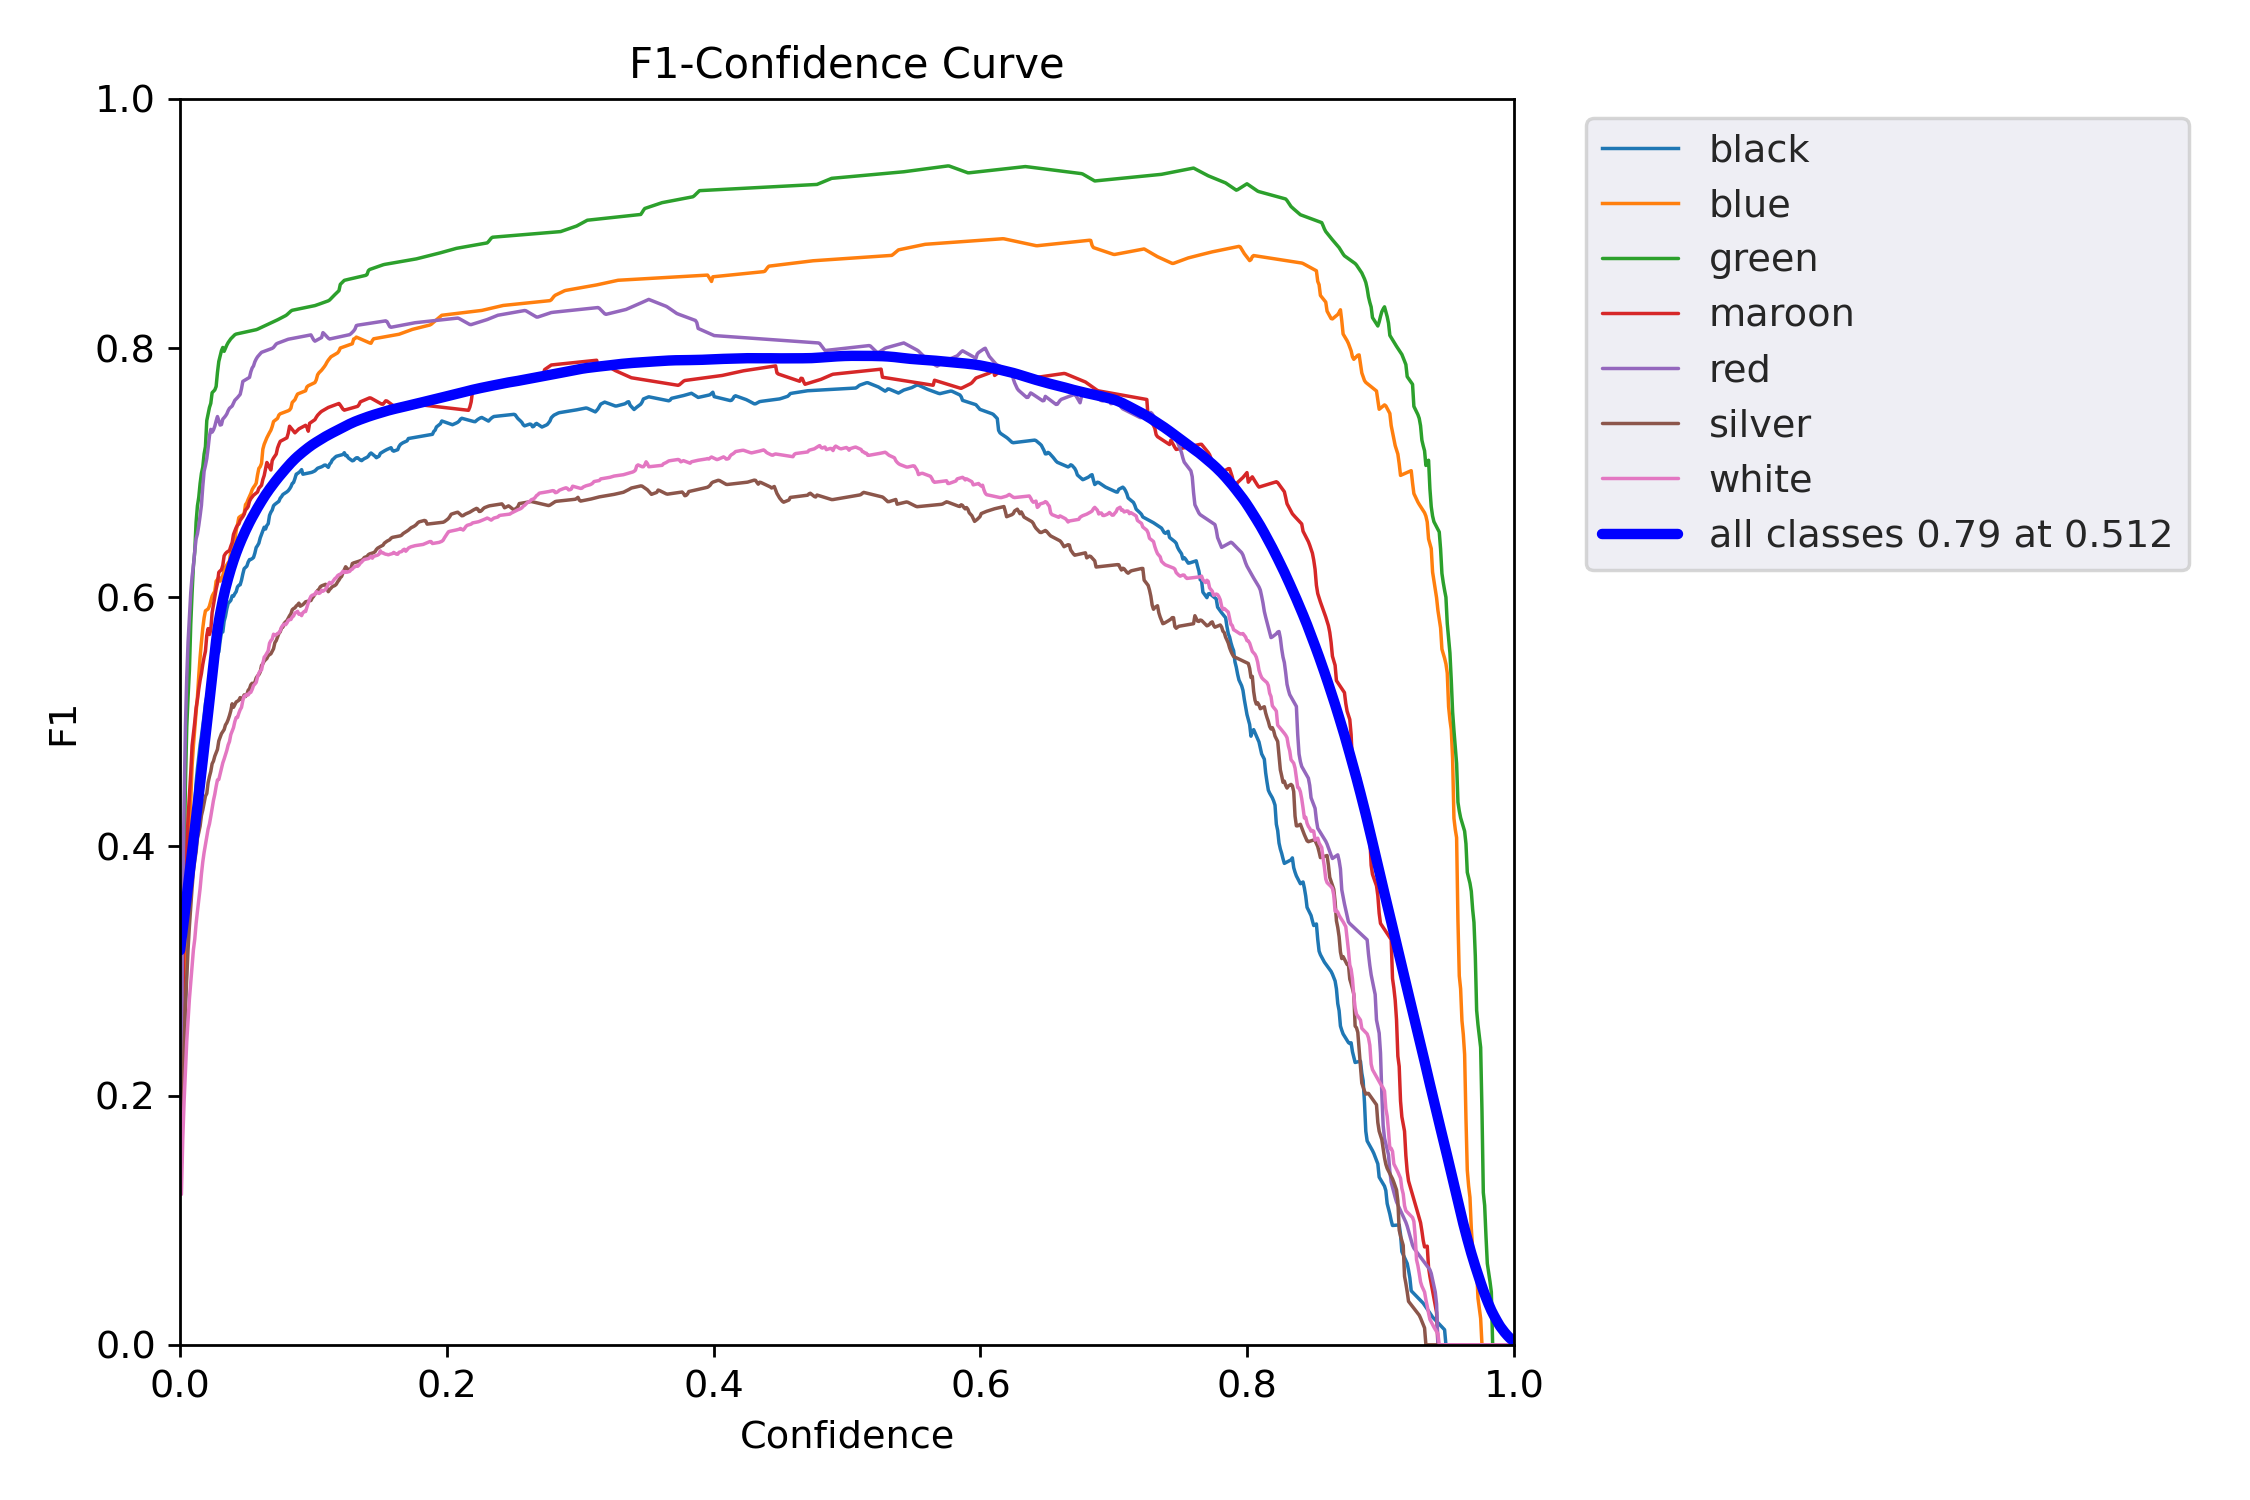 F1-Confidence Curve
1.0
0.8
0.6
0.4
0.2
0.0
F1
0.0 0.2 0.4 0.6 0.8 1.0
Confidence
black
blue
green
maroon
red
silver
white
all classes 0.79 at 0.512